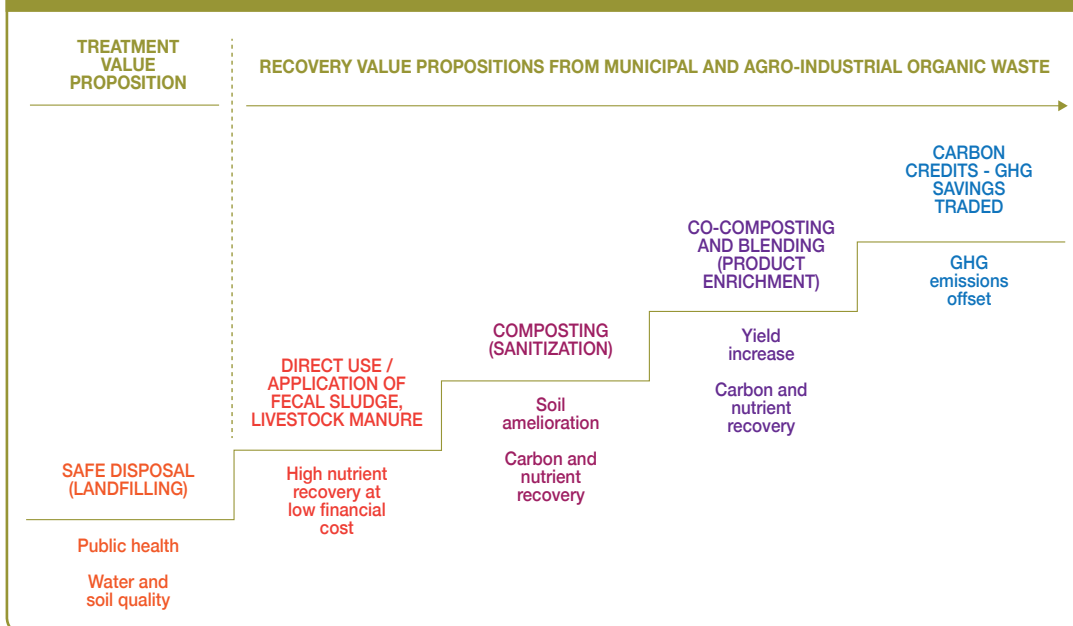 TREATMENT
VALUE
PROPOSITION
RECOVERY VALUE PROPOSITIONS FROM MUNICIPAL AND AGRO-INDUSTRIAL ORGANIC WASTE
SAFE DISPOSAL
(LANDFILLING)
Public health
Water and
soil quality
DIRECT USE /
APPLICATION OF
FECAL SLUDGE,
LIVESTOCK MANURE
High nutrient
recovery at
low financial
cost
COMPOSTING
(SANITIZATION)
Soil
amelioration
Carbon and
nutrient
recovery
CO-COMPOSTING
AND BLENDING
(PRODUCT
ENRICHMENT)
Yield
increase
Carbon and
nutrient
recovery
CARBON
CREDITS - GHG
SAVINGS
TRADED
GHG
emissions
offset